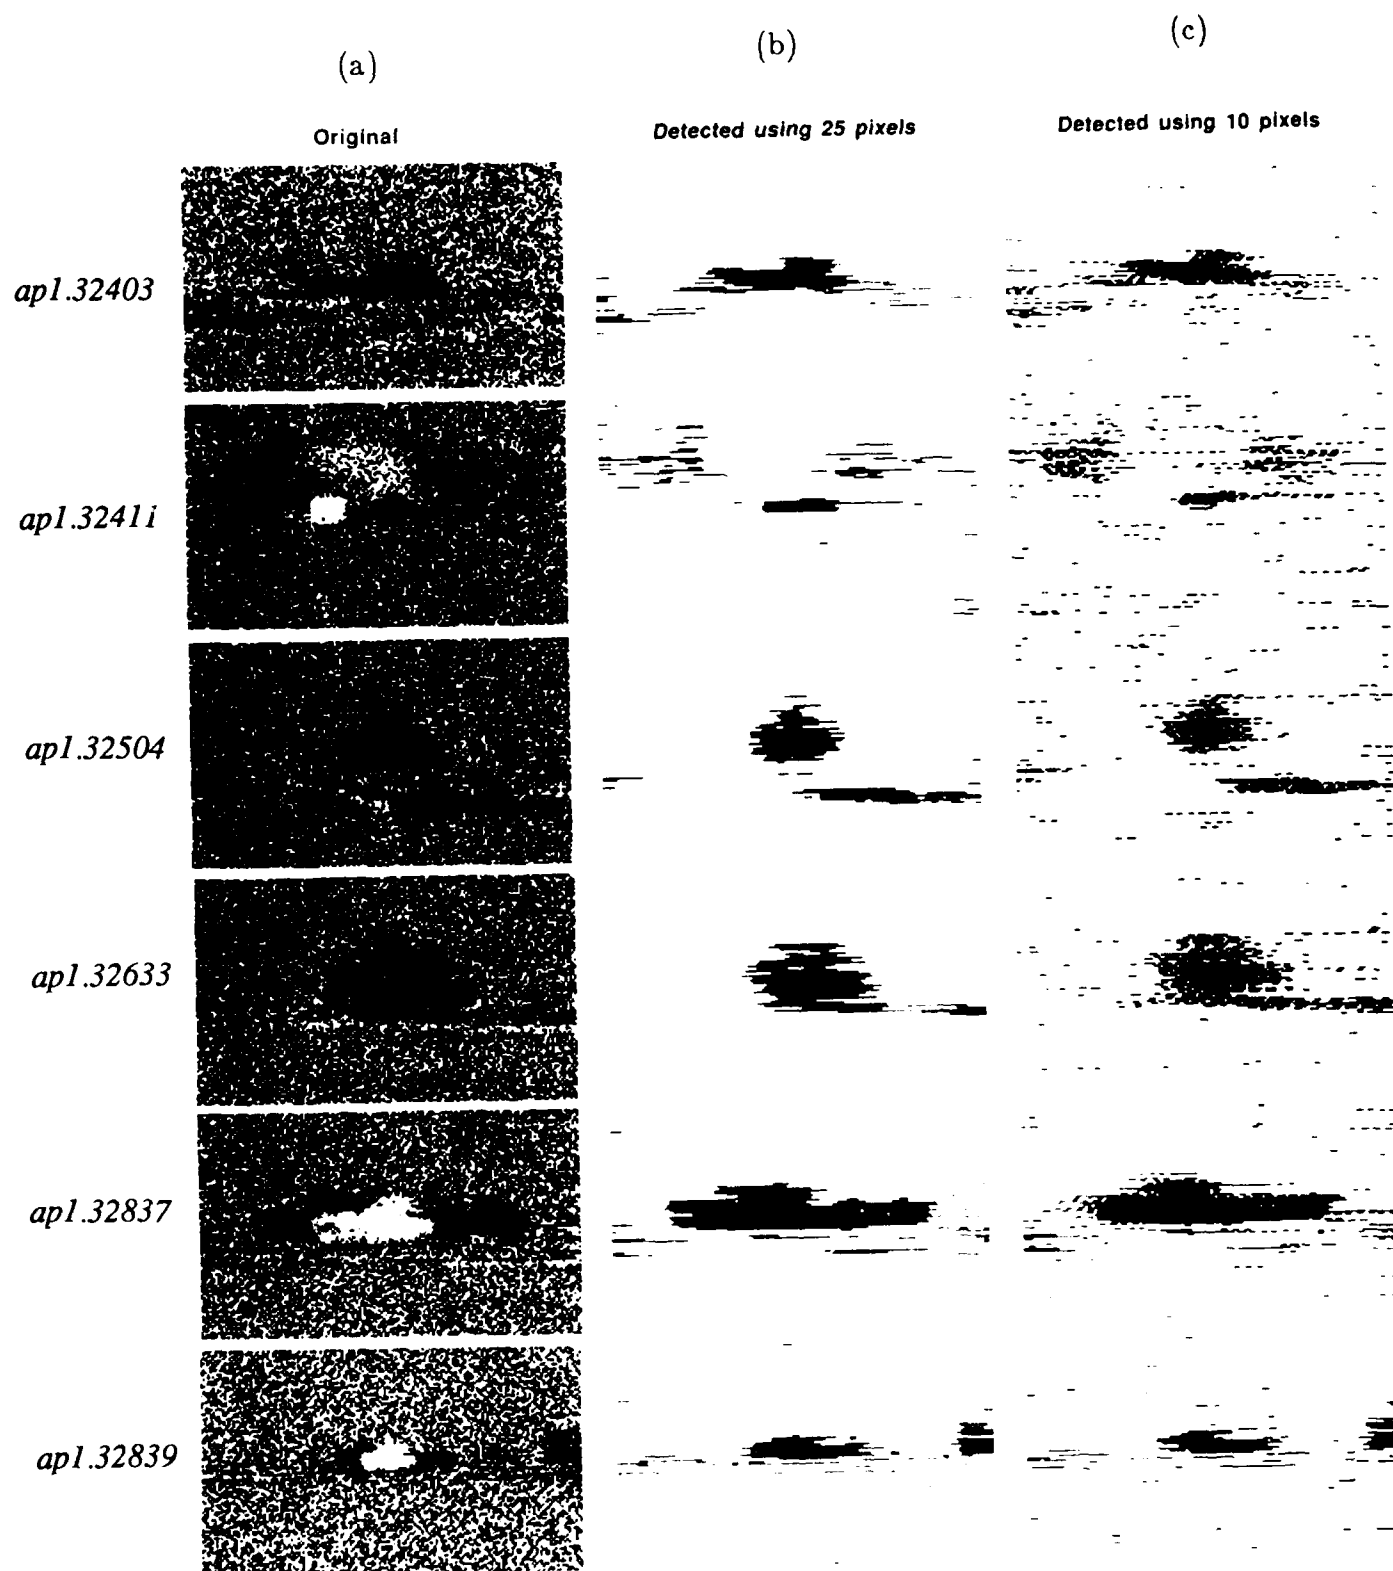 (a)
(b)
(c)
Original
Detected using 25 pixels
Detected using 10 pixels
ap1.32403
ap1.3241i
ap1.32504
ap1.32633
ap1.32837
ap1.32839